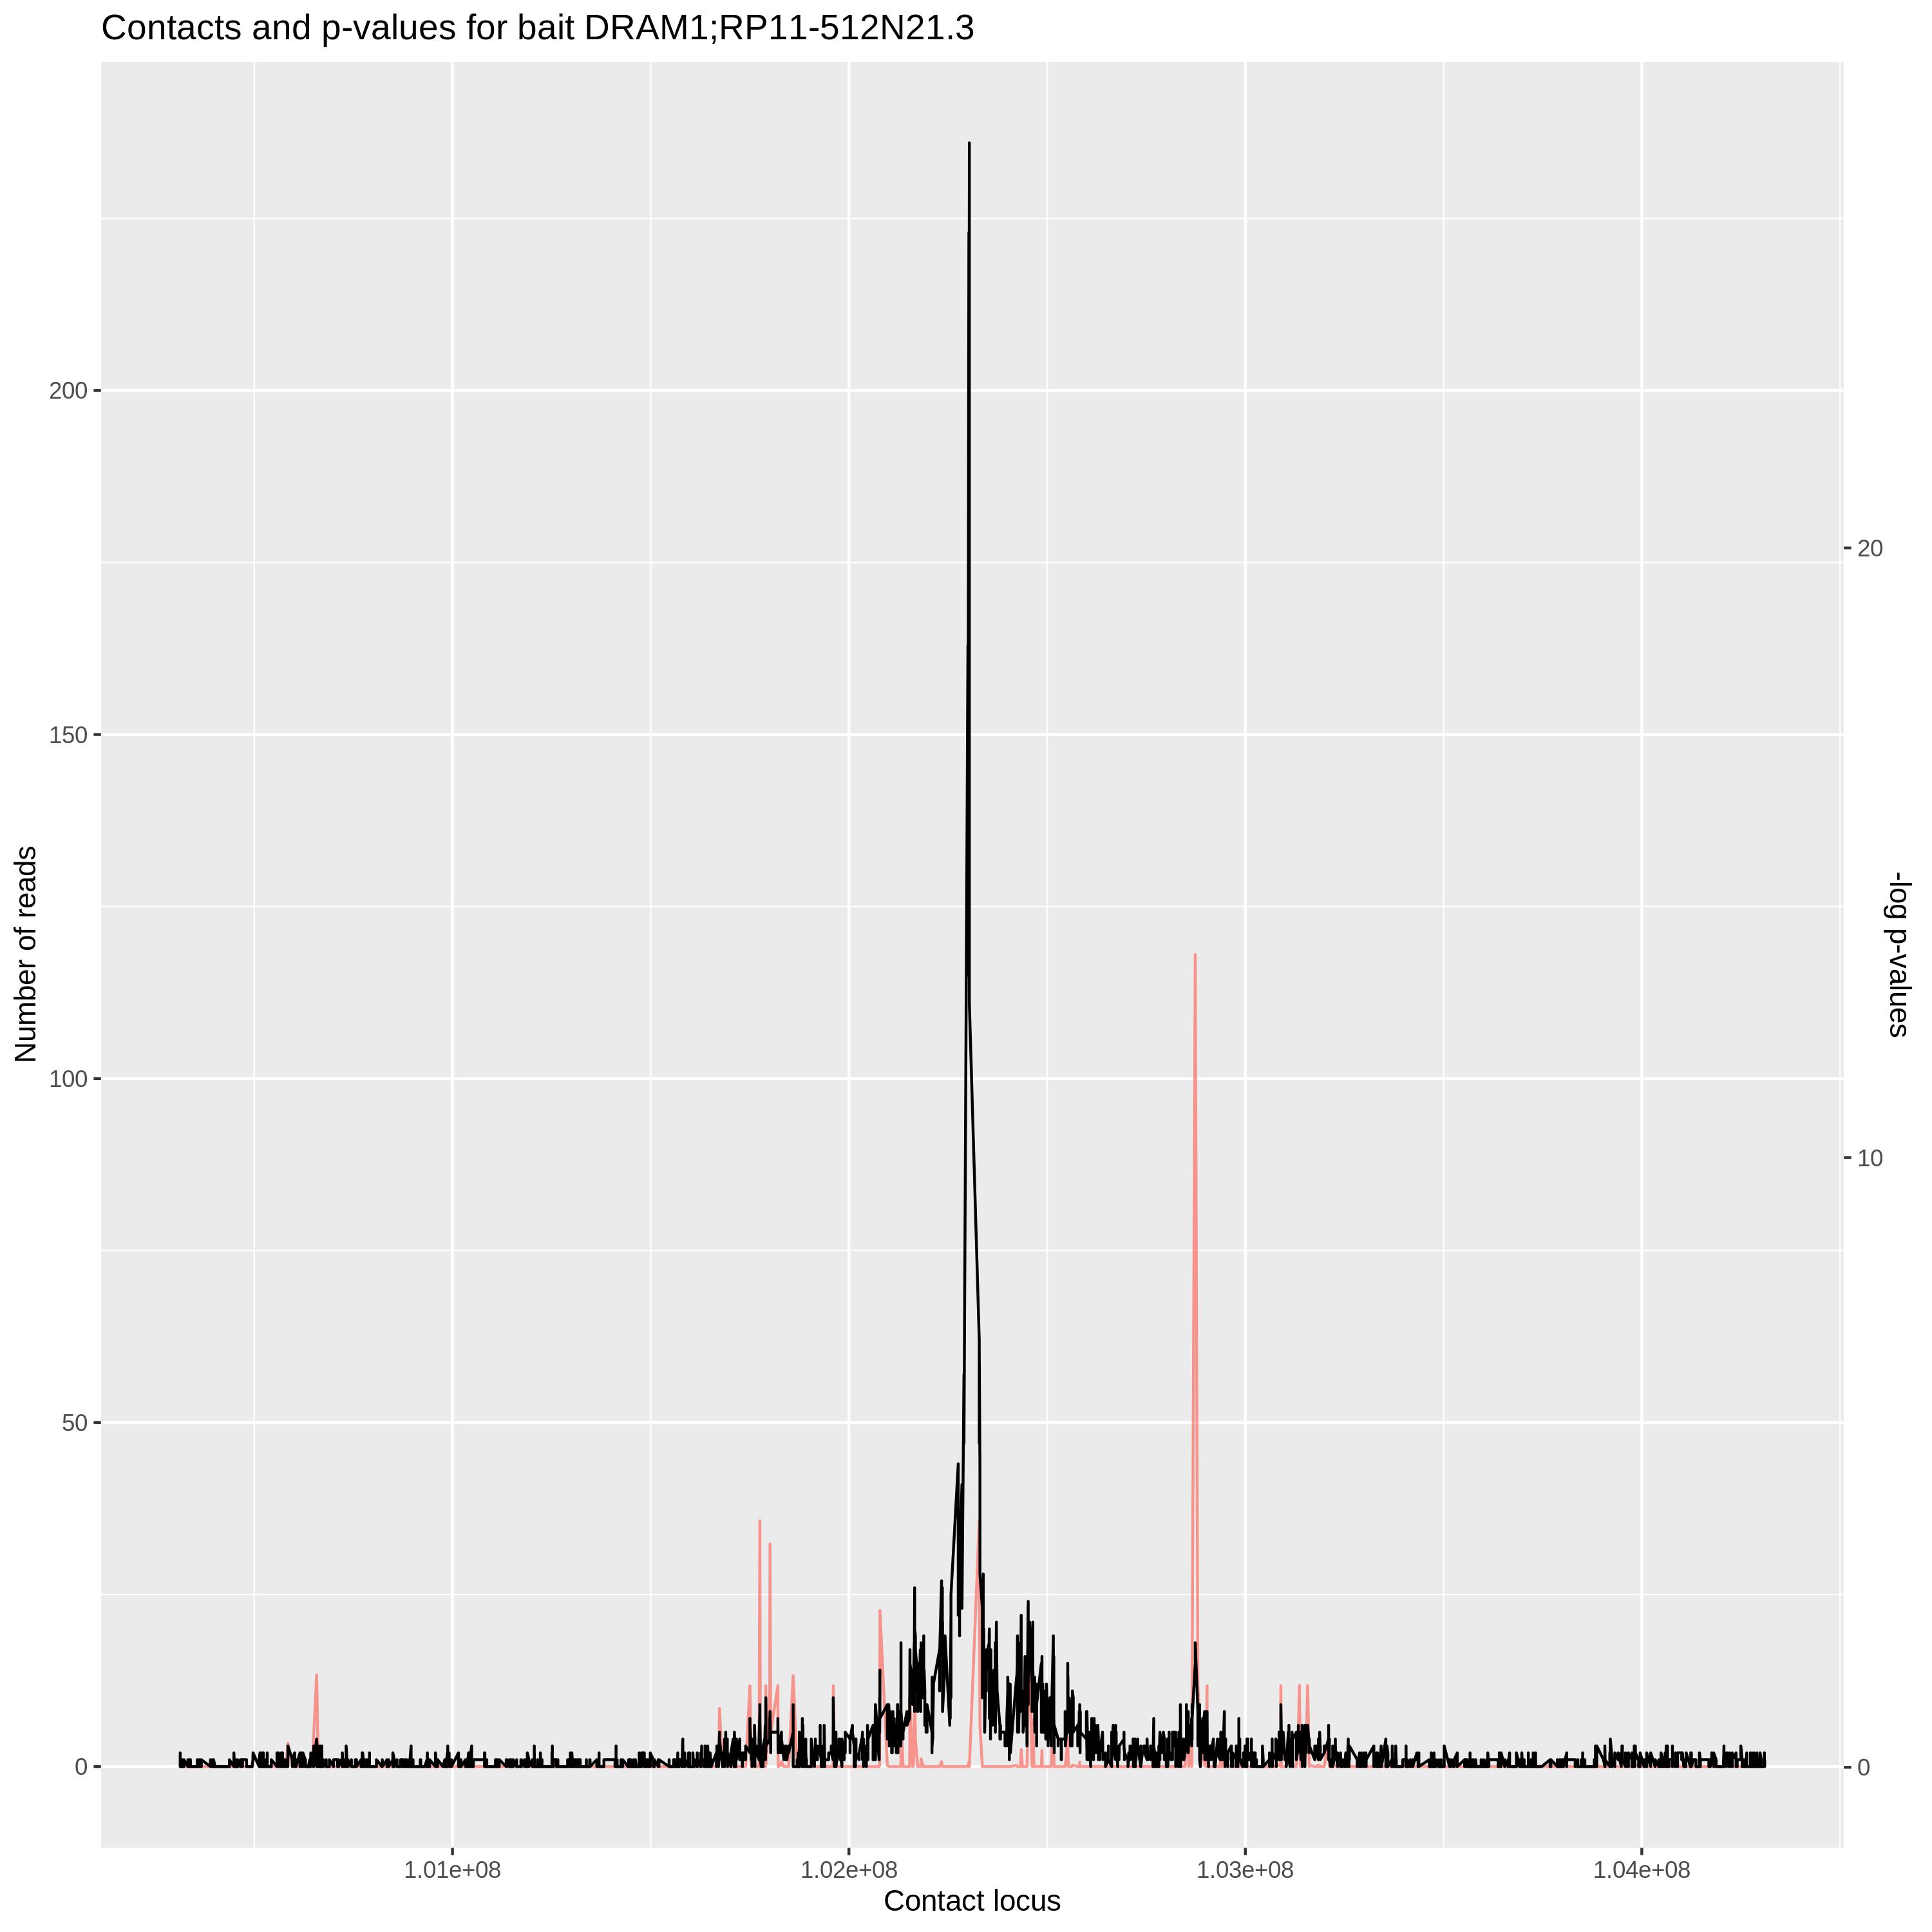 Contacts and p-values for bait DRAM1;RP11-512N21.3
200
150
100
50
0
Number of reads
20
10
0
-log p-values
1.01e+08
1.02e+08
1.03e+08
1.04e+08
Contact locus